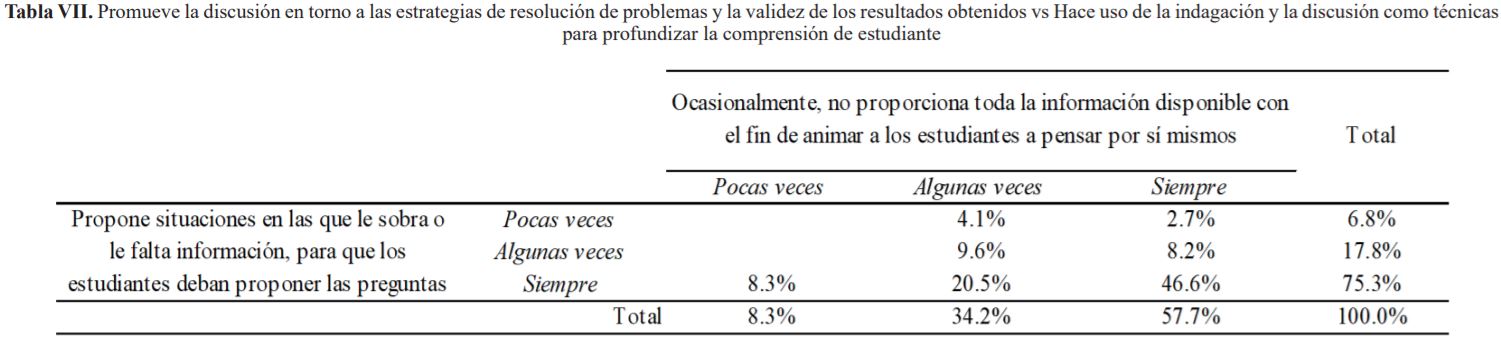 Tabla VII. Promueve la discusión en torno a las estrategias de resolución de problemas y la validez de los resultados obtenidos vs Hace uso de la indagación y la discusión como técnicas
para profundizar la comprensión de estudiante
Ocasionalmente, no proporciona toda la información disponible con
el fin de animar a los estudiantes a pensar por sí mismos
Total
Pocas veces Algunas veces Siempre
Propone situaciones en las que le sobra o
le falta información, para que los
estudiantes deban proponer las preguntas
Pocas veces 4.1% 2.7% 6.8%
Algunas veces 9.6% 8.2% 17.8%
Siempre 8.3% 20.5% 46.6% 75.3%
Total 8.3% 34.2% 57.7% 100.0%